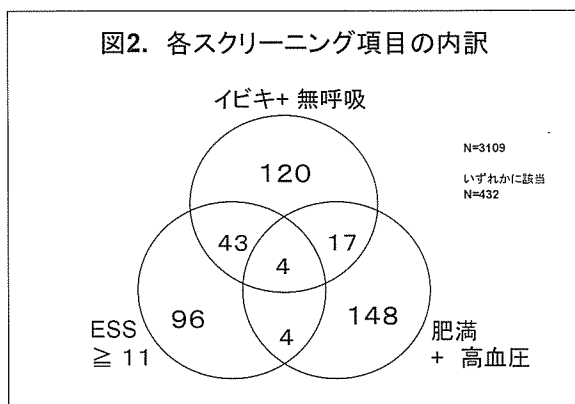 図2. 各スクリーニング項目の内訳
イビキ+ 無呼吸
N=3109
いずれかに該当
N=432
120
43
17
4
96
4
148
ESS
≧ 11
肥満
+ 高血圧